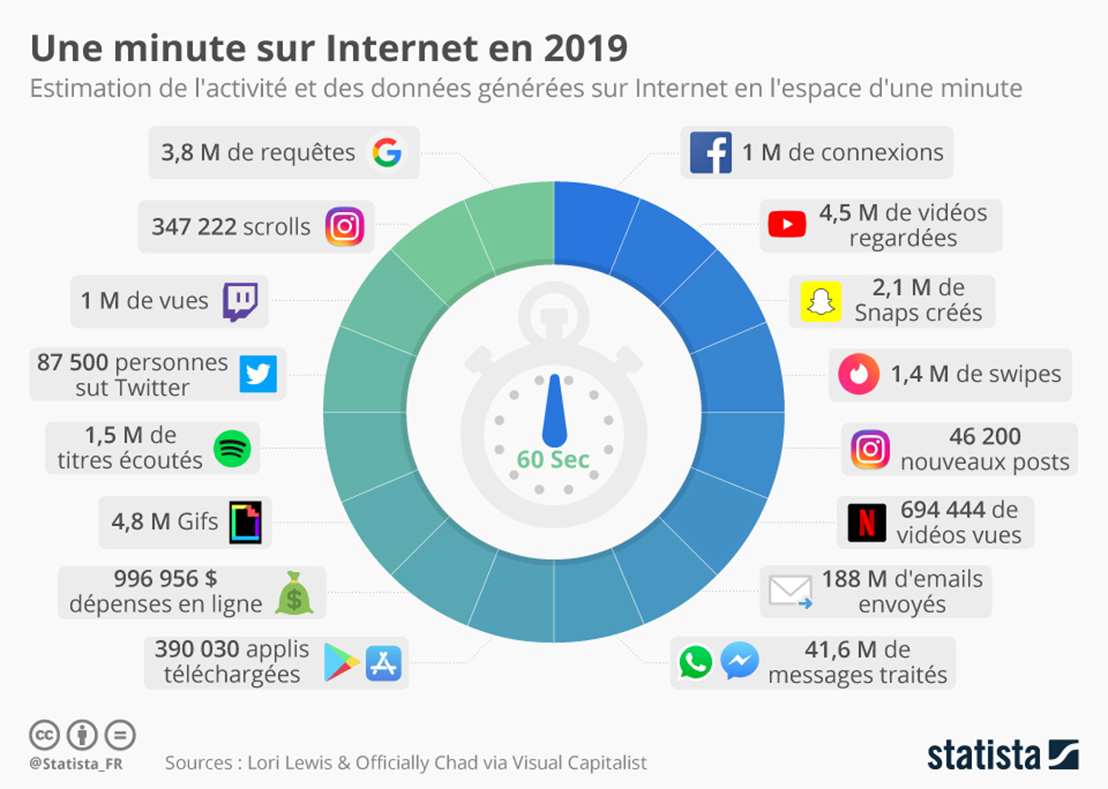 Une minute sur Internet en 2019
Estimation de l'activité et des données générées sur Internet en l'espace d'une minute
3,8 M de requêtes
1 M de connexions
347 222 scrolls
4,5 M de vidéos
regardées
1 M de vues
2,1 M de
Snaps créés
87 500 personnes
sut Twitter
1,4 M de swipes
1,5 M de
titres écoutés
46 200
nouveaux posts
4,8 M Gifs
694 444 de
vidéos vues
996 956 $
dépenses en ligne
188 M d'emails
envoyés
390 030 applis
téléchargées
41,6 M de
messages traités
60 Sec
@Statista_FR
Sources : Lori Lewis & Officially Chad via Visual Capitalist
statista